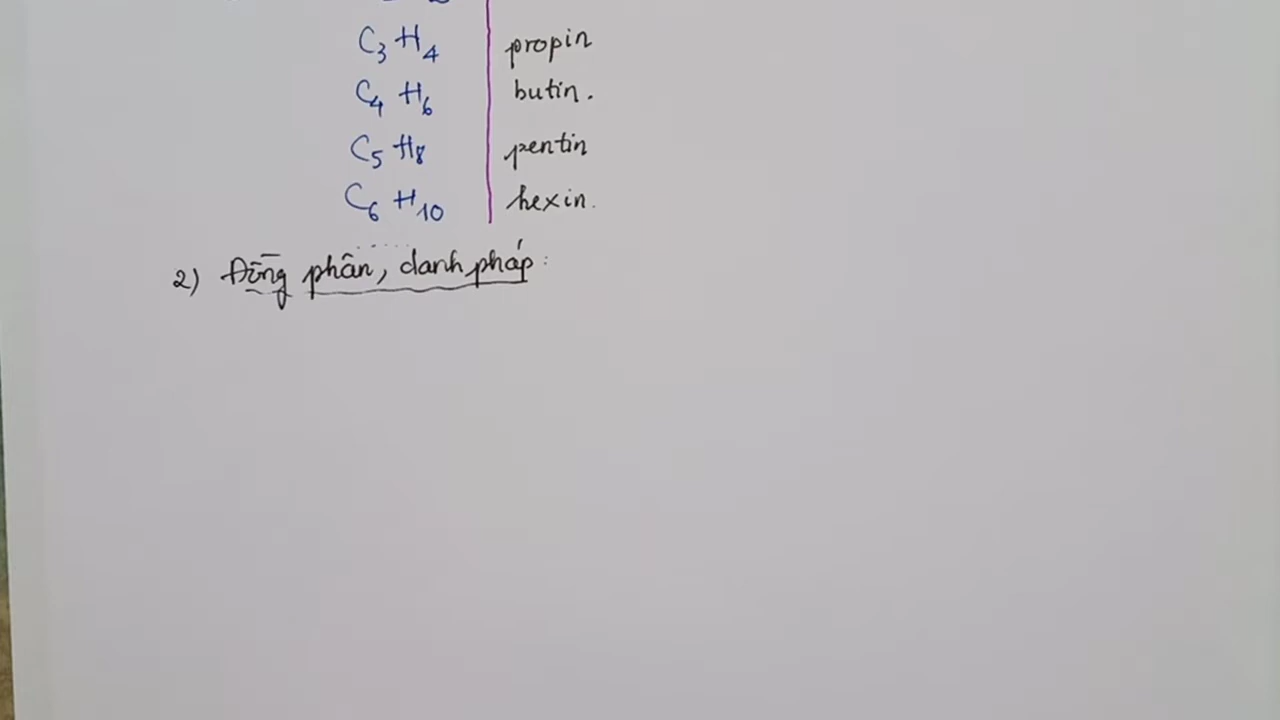 C3H4 propin
C4H6 butin.
C5H8 pentin
C6H10 hexin.
2) Đồng phân, danh pháp: